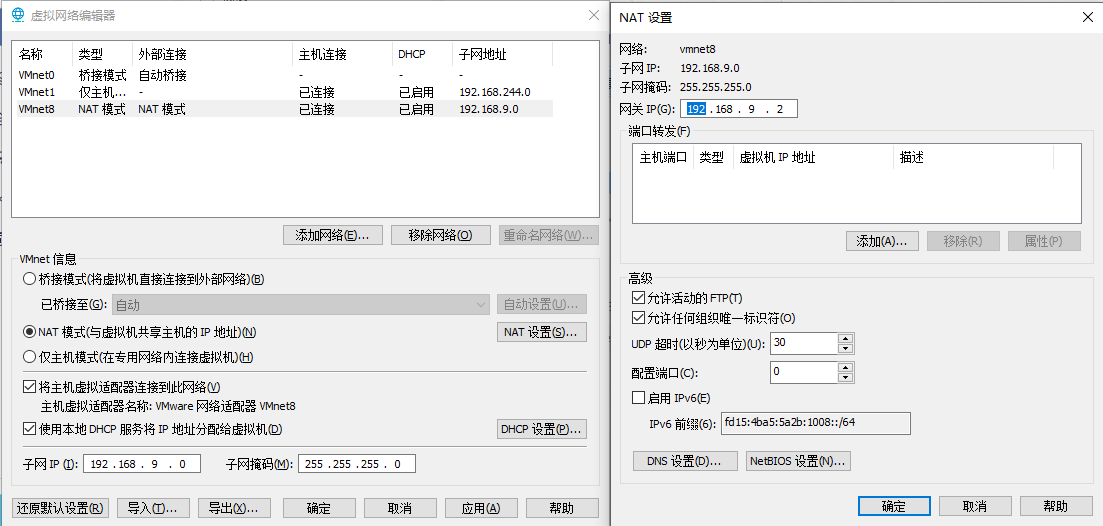 虚拟网络编辑器
名称 类型 外部连接 主机连接 DHCP 子网地址
VMnet0 桥接模式 自动桥接 - - -
VMnet1 仅主机... - 已连接 已启用 192.168.244.0
VMnet8 NAT 模式 NAT 模式 已连接 已启用 192.168.9.0
添加网络(E)... 移除网络(O) 重命名网络(W)...
VMnet 信息
桥接模式(将虚拟机直接连接到外部网络)(B)
已桥接至(G): 自动 自动设置(U)...
NAT 模式(与虚拟机共享主机的 IP 地址)(N) NAT 设置(S)...
仅主机模式(在专用网络内连接虚拟机)(H)
将主机虚拟适配器连接到此网络(V)
主机虚拟适配器名称: VMware 网络适配器 VMnet8
使用本地 DHCP 服务将 IP 地址分配给虚拟机(D) DHCP 设置(P)...
子网 IP (I): 192 . 168 . 9 . 0 子网掩码(M): 255 . 255 . 255 . 0
还原默认设置(R) 导入(T)... 导出(X)... 确定 取消 应用(A) 帮助
NAT 设置
网络: vmnet8
子网 IP: 192.168.9.0
子网掩码: 255.255.255.0
网关 IP(G): 192 . 168 . 9 . 2
端口转发(F)
主机端口 类型 虚拟机 IP 地址 描述
添加(A)... 移除(R) 属性(P)
高级
允许活动的 FTP(T)
允许任何组织唯一标识符(O)
UDP 超时(以秒为单位)(U): 30
配置端口(C): 0
启用 IPv6(E)
IPv6 前缀(6): fd15:4ba5:5a2b:1008::/64
DNS 设置(D)... NetBIOS 设置(N)...
确定 取消 帮助